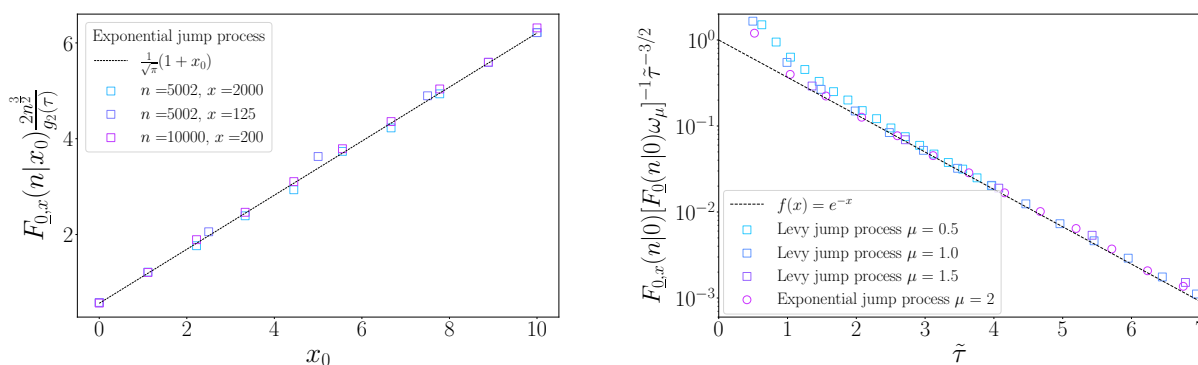 F_{\underline{0},x}(n|x_0) \frac{2n^{\frac{3}{2}}}{g_2(\tau)}
6
4
2
Exponential jump process
\frac{1}{\sqrt{\pi}}(1 + x_0)
n =5002, x =2000
n =5002, x =125
n =10000, x =200
0 2 4 6 8 10
x_0
F_{\underline{0},x}(n|0)[F_{\underline{0}}(n|0)\omega_\mu]^{-1}\tilde{\tau}^{-3/2}
10^0
10^{-1}
10^{-2}
10^{-3}
f(x) = e^{-x}
Levy jump process μ = 0.5
Levy jump process μ = 1.0
Levy jump process μ = 1.5
Exponential jump process μ = 2
0 1 2 3 4 5 6 7
\tilde{\tau}